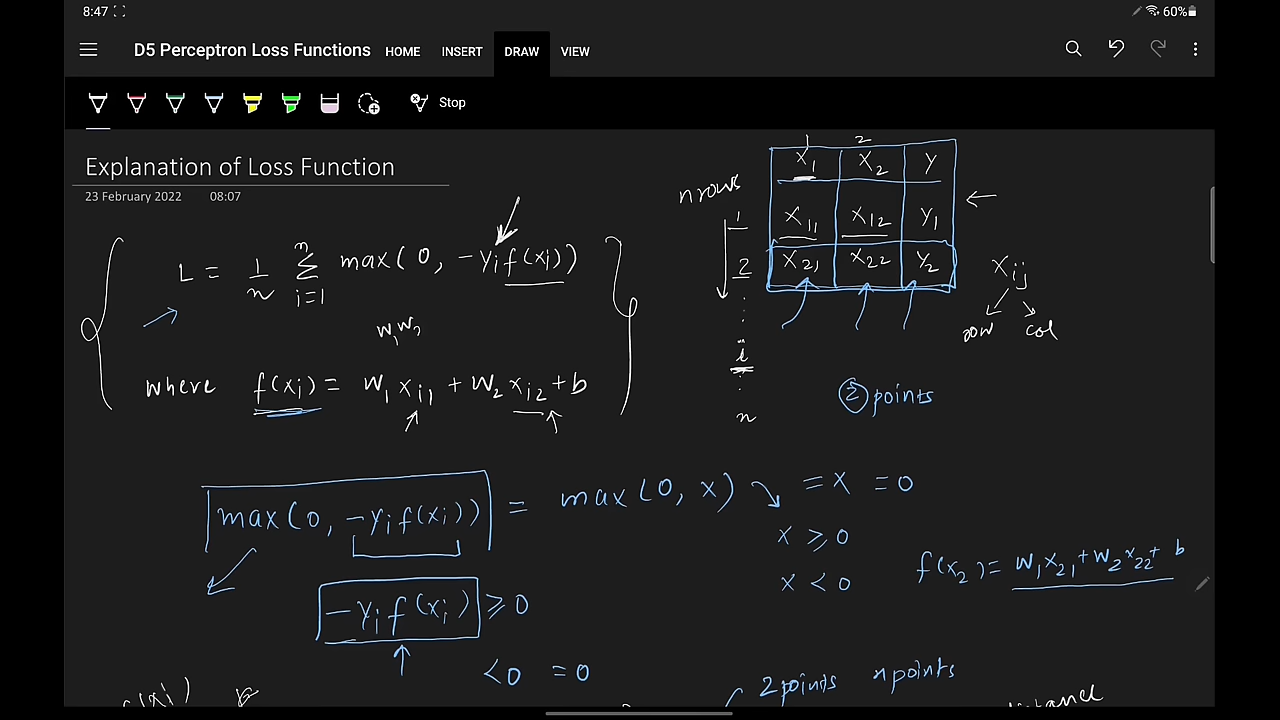 8:47 60%
D5 Perceptron Loss Functions HOME INSERT DRAW VIEW
Stop
Explanation of Loss Function
23 February 2022 08:07
L = 1/n Σ i=1 n max(0, -yᵢf(xᵢ))
w₁w₂
where f(xᵢ) = w₁xᵢ₁ + w₂xᵢ₂ + b
n rows
1 2
x₁ x₂ y
1 x₁₁ x₁₂ y₁
2 x₂₁ x₂₂ y₂
i
n
xᵢⱼ
row col
2 points
max(0, -yᵢf(xᵢ)) = max(0, x) = x = 0
x ≥ 0
x < 0
f(x₂) = w₁x₂₁ + w₂x₂₂ + b
-yᵢf(xᵢ) ≥ 0
<0 = 0
2 points n points